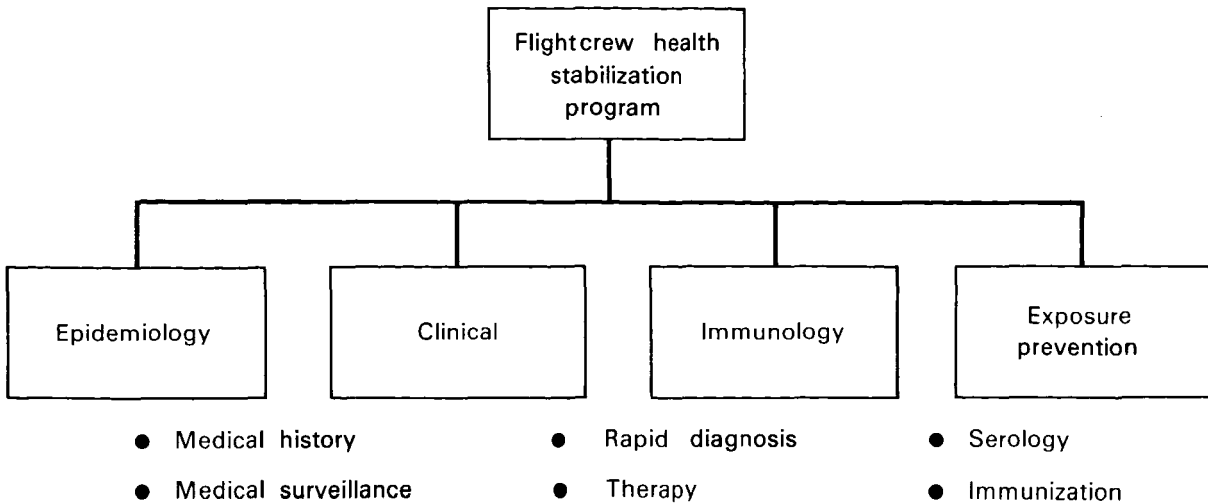 Flightcrew health
stabilization
program
Epidemiology
Clinical
Immunology
Exposure
prevention
● Medical history
● Rapid diagnosis
● Serology
● Medical surveillance
● Therapy
● Immunization